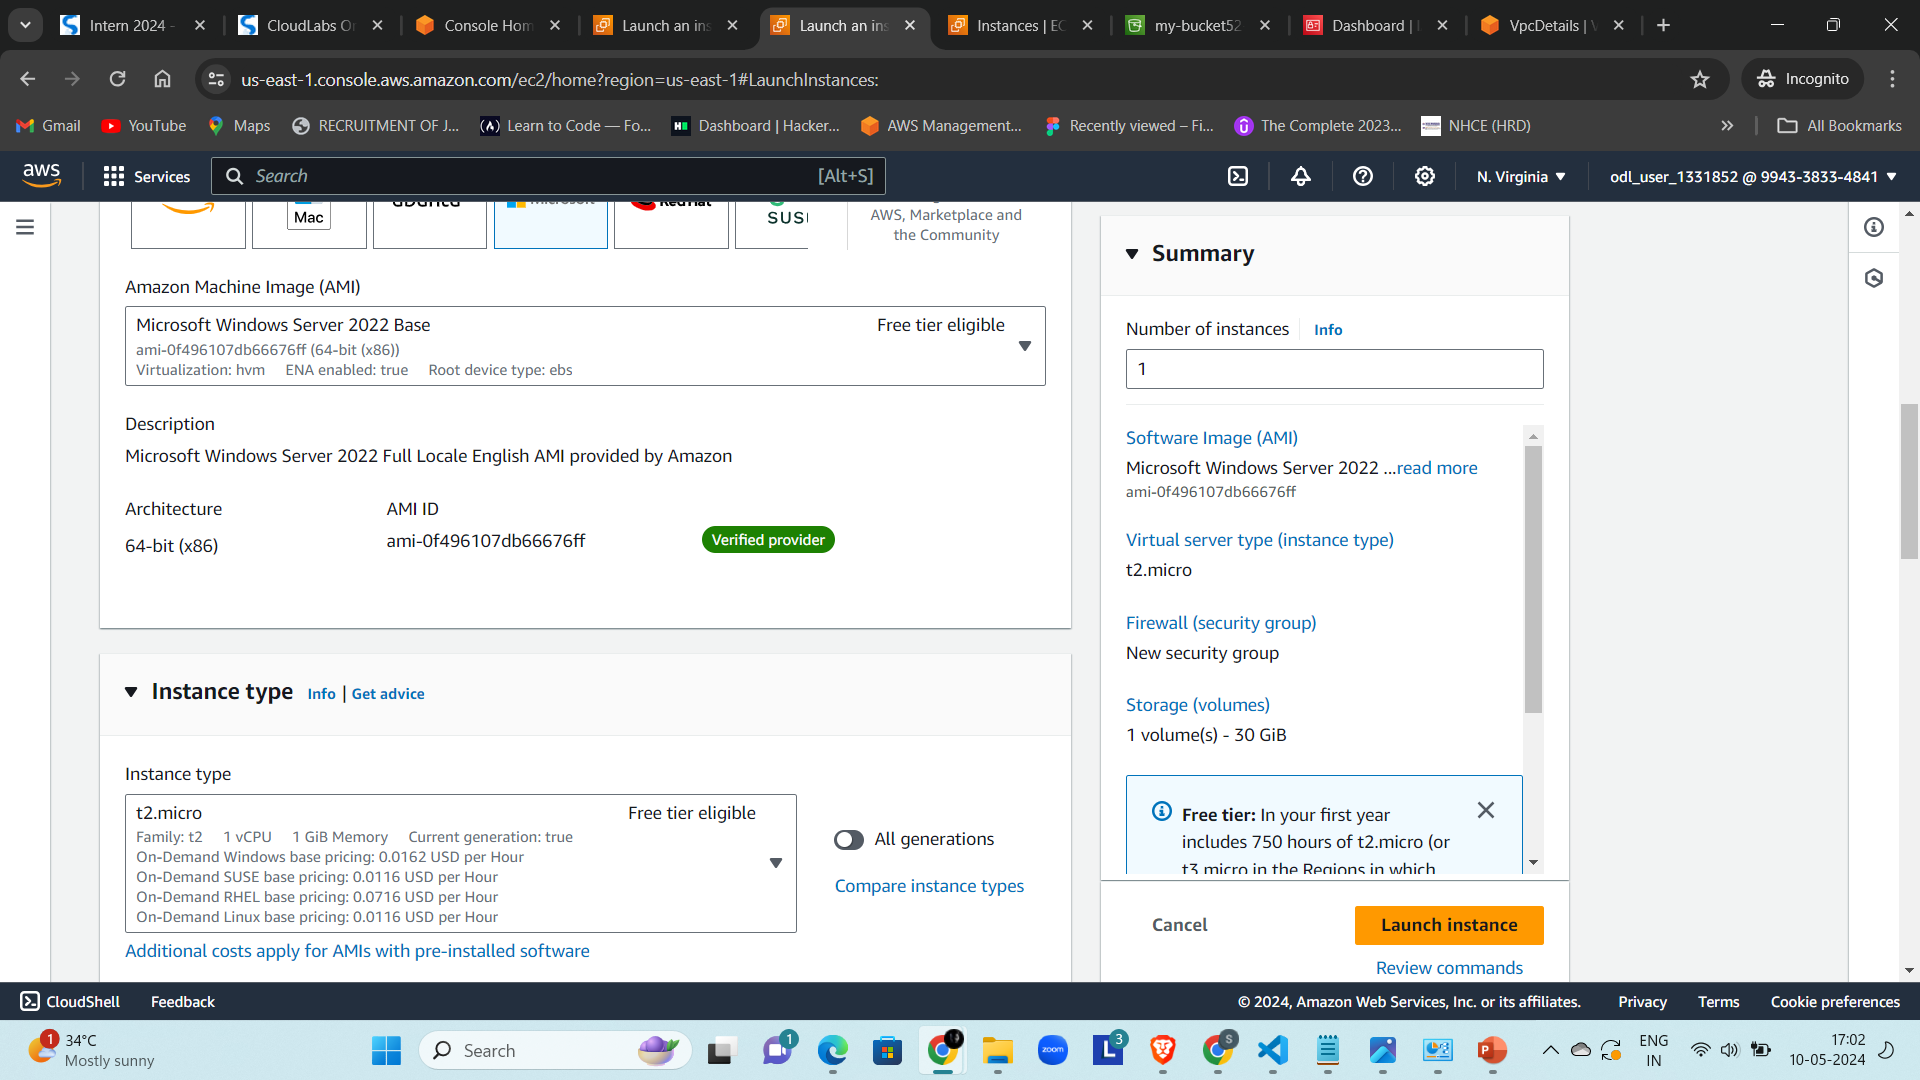 Intern 2024 -
CloudLabs O
Console Hom
Launch an ins
Launch an ins
Instances | EC
my-bucket52
Dashboard |
VpcDetails |
us-east-1.console.aws.amazon.com/ec2/home?region=us-east-1#LaunchInstances:
Incognito
Gmail
YouTube
Maps
RECRUITMENT OF J...
Learn to Code — Fo...
Dashboard | Hacker...
AWS Management...
Recently viewed – Fi...
The Complete 2023...
NHCE (HRD)
All Bookmarks
aws
Services
Search
[Alt+S]
N. Virginia
odl_user_1331852 @ 9943-3833-4841
Mac
SUS
AWS, Marketplace and
the Community
Amazon Machine Image (AMI)
Microsoft Windows Server 2022 Base
Free tier eligible
ami-0f496107db66676ff (64-bit (x86))
Virtualization: hvm ENA enabled: true Root device type: ebs
Description
Microsoft Windows Server 2022 Full Locale English AMI provided by Amazon
Architecture
AMI ID
64-bit (x86)
ami-0f496107db66676ff
Verified provider
Instance type Info | Get advice
Instance type
t2.micro
Free tier eligible
Family: t2 1 vCPU 1 GiB Memory Current generation: true
On-Demand Windows base pricing: 0.0162 USD per Hour
On-Demand SUSE base pricing: 0.0116 USD per Hour
On-Demand RHEL base pricing: 0.0716 USD per Hour
On-Demand Linux base pricing: 0.0116 USD per Hour
All generations
Compare instance types
Additional costs apply for AMIs with pre-installed software
Summary
Number of instances Info
1
Software Image (AMI)
Microsoft Windows Server 2022 ...read more
ami-0f496107db66676ff
Virtual server type (instance type)
t2.micro
Firewall (security group)
New security group
Storage (volumes)
1 volume(s) - 30 GiB
Free tier: In your first year
includes 750 hours of t2.micro (or
t3.micro in the Regions in which
Cancel
Launch instance
Review commands
CloudShell
Feedback
© 2024, Amazon Web Services, Inc. or its affiliates.
Privacy
Terms
Cookie preferences
1
34°C
Mostly sunny
Search
1
zoom
L
3
S
P
ENG
IN
17:02
10-05-2024